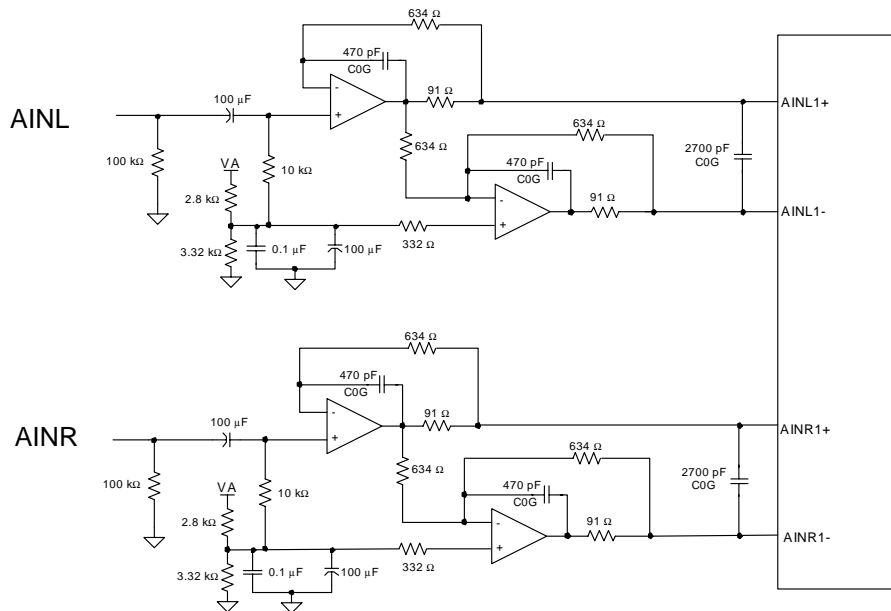 634 Ω
470 pF
C0G
100 µF
91 Ω
AINL
AINL1+
634 Ω
634 Ω
470 pF
C0G
2700 pF
C0G
100 kΩ
VA
10 kΩ
2.8 kΩ
91 Ω
AINL1-
3.32 kΩ
0.1 µF
100 µF
332 Ω
634 Ω
470 pF
C0G
100 µF
91 Ω
AINR
AINR1+
634 Ω
634 Ω
470 pF
C0G
2700 pF
C0G
100 kΩ
VA
10 kΩ
2.8 kΩ
91 Ω
AINR1-
3.32 kΩ
0.1 µF
100 µF
332 Ω